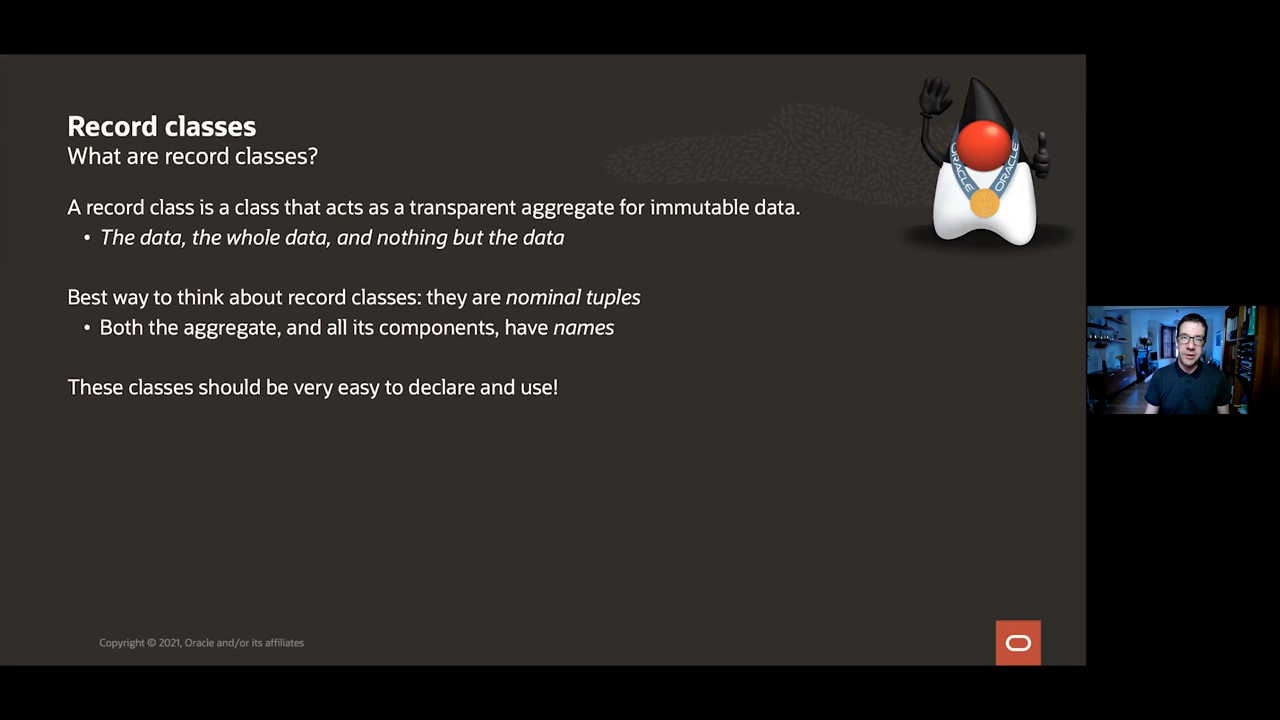 Record classes
What are record classes?
A record class is a class that acts as a transparent aggregate for immutable data.
• The data, the whole data, and nothing but the data
Best way to think about record classes: they are nominal tuples
• Both the aggregate, and all its components, have names
These classes should be very easy to declare and use!
ORACLE ORACLE
Copyright © 2021, Oracle and/or its affiliates